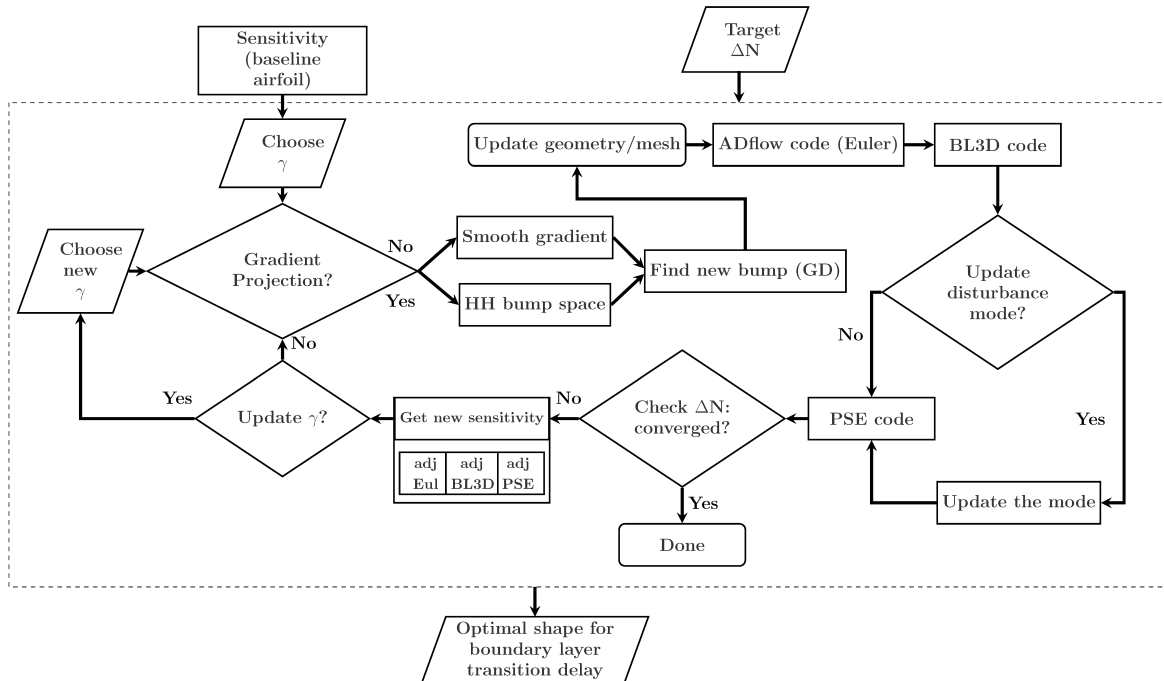 Sensitivity
(baseline
airfoil)
Target
ΔN
Choose
γ
Update geometry/mesh
ADflow code (Euler)
BL3D code
Choose
new
γ
Gradient
Projection?
No
Yes
Smooth gradient
HH bump space
Find new bump (GD)
Update
disturbance
mode?
No
Yes
No
Update γ?
Yes
Get new sensitivity
adj
Eul
adj
BL3D
adj
PSE
No
Check ΔN:
converged?
PSE code
Update the mode
Yes
Done
Optimal shape for
boundary layer
transition delay